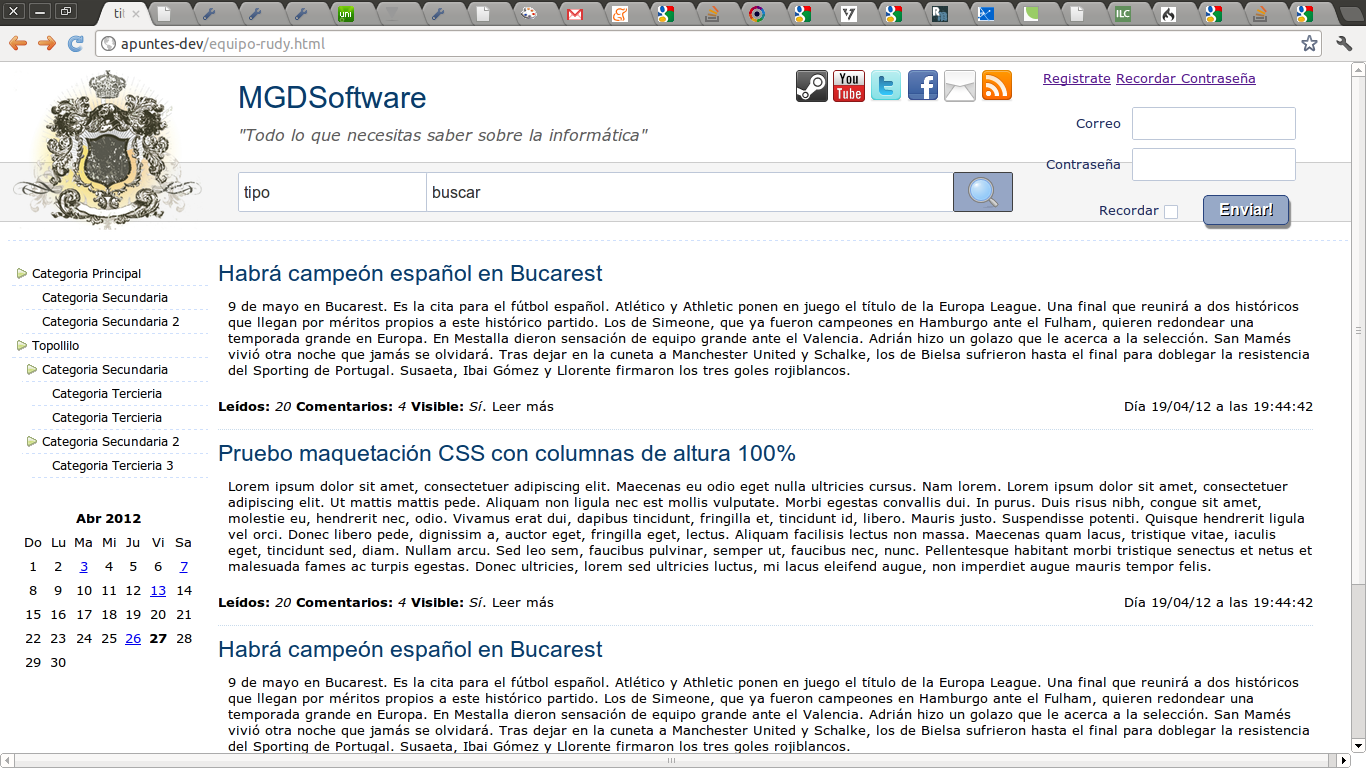 til
uni
ILC
apuntes-dev/equipo-rudy.html
MGDSoftware
"Todo lo que necesitas saber sobre la informática"
You
Tube
Registrate Recordar Contraseña
Correo
Contraseña
Recordar
Enviar!
tipo
buscar
Categoria Principal
Categoria Secundaria
Categoria Secundaria 2
Topollilo
Categoria Secundaria
Categoria Tercieria
Categoria Tercieria
Categoria Secundaria 2
Categoria Tercieria 3
Abr 2012
Do Lu Ma Mi Ju Vi Sa
1 2 3 4 5 6 7
8 9 10 11 12 13 14
15 16 17 18 19 20 21
22 23 24 25 26 27 28
29 30
Habrá campeón español en Bucarest
9 de mayo en Bucarest. Es la cita para el fútbol español. Atlético y Athletic ponen en juego el título de la Europa League. Una final que reunirá a dos históricos
que llegan por méritos propios a este histórico partido. Los de Simeone, que ya fueron campeones en Hamburgo ante el Fulham, quieren redondear una
temporada grande en Europa. En Mestalla dieron sensación de equipo grande ante el Valencia. Adrián hizo un golazo que le acerca a la selección. San Mamés
vivió otra noche que jamás se olvidará. Tras dejar en la cuneta a Manchester United y Schalke, los de Bielsa sufrieron hasta el final para doblegar la resistencia
del Sporting de Portugal. Susaeta, Ibai Gómez y Llorente firmaron los tres goles rojiblancos.
Leídos: 20 Comentarios: 4 Visible: Sí. Leer más
Día 19/04/12 a las 19:44:42
Pruebo maquetación CSS con columnas de altura 100%
Lorem ipsum dolor sit amet, consectetuer adipiscing elit. Maecenas eu odio eget nulla ultricies cursus. Nam lorem. Lorem ipsum dolor sit amet, consectetuer
adipiscing elit. Ut mattis mattis pede. Aliquam non ligula nec est mollis vulputate. Morbi egestas convallis dui. In purus. Duis risus nibh, congue sit amet,
molestie eu, hendrerit nec, odio. Vivamus erat dui, dapibus tincidunt, fringilla et, tincidunt id, libero. Mauris justo. Suspendisse potenti. Quisque hendrerit ligula
vel orci. Donec libero pede, dignissim a, auctor eget, fringilla eget, lectus. Aliquam facilisis lectus non massa. Maecenas quam lacus, tristique vitae, iaculis
eget, tincidunt sed, diam. Nullam arcu. Sed leo sem, faucibus pulvinar, semper ut, faucibus nec, nunc. Pellentesque habitant morbi tristique senectus et netus et
malesuada fames ac turpis egestas. Donec ultricies, lorem sed ultricies luctus, mi lacus eleifend augue, non imperdiet augue mauris tempor felis.
Leídos: 20 Comentarios: 4 Visible: Sí. Leer más
Día 19/04/12 a las 19:44:42
Habrá campeón español en Bucarest
9 de mayo en Bucarest. Es la cita para el fútbol español. Atlético y Athletic ponen en juego el título de la Europa League. Una final que reunirá a dos históricos
que llegan por méritos propios a este histórico partido. Los de Simeone, que ya fueron campeones en Hamburgo ante el Fulham, quieren redondear una
temporada grande en Europa. En Mestalla dieron sensación de equipo grande ante el Valencia. Adrián hizo un golazo que le acerca a la selección. San Mamés
vivió otra noche que jamás se olvidará. Tras dejar en la cuneta a Manchester United y Schalke, los de Bielsa sufrieron hasta el final para doblegar la resistencia
del Sporting de Portugal. Susaeta, Ibai Gómez y Llorente firmaron los tres goles rojiblancos.